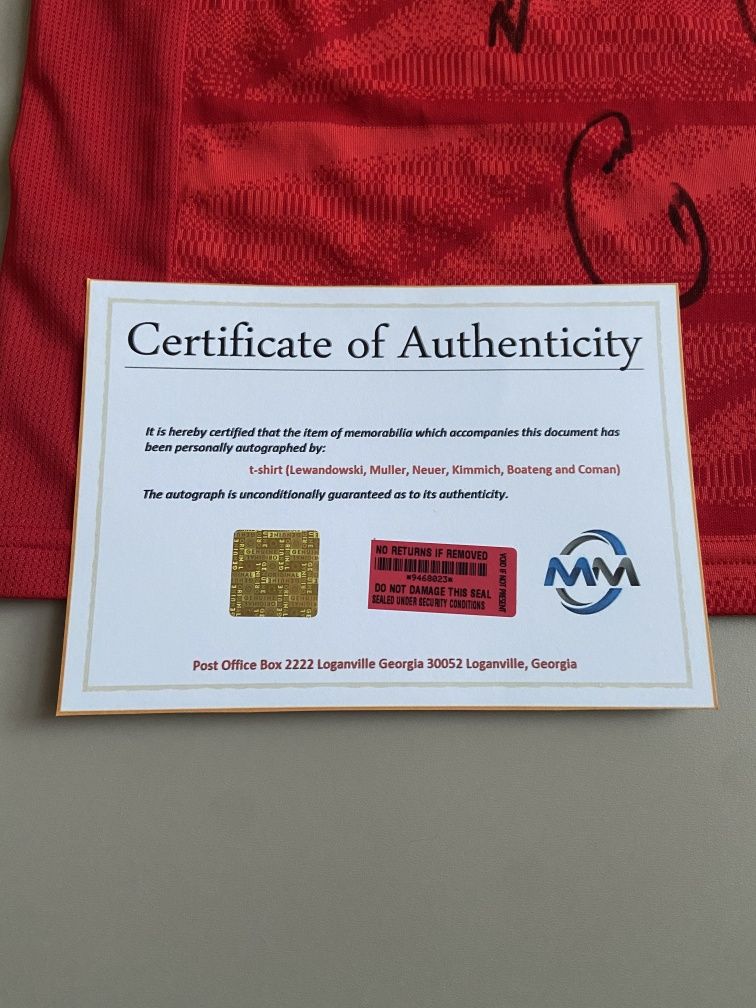 N
Certificate of Authenticity
It is hereby certified that the item of memorabilia which accompanies this document has
been personally autographed by:
t-shirt (Lewandowski, Muller, Neuer, Kimmich, Boateng and Coman)
The autograph is unconditionally guaranteed as to its authenticity.
GENUINE
ORIGINAL
NO RETURNS IF REMOVED
*9468023*
DO NOT DAMAGE THIS SEAL
SEALED UNDER SECURITY CONDITIONS
VOID IF NOT PRESENT
MM
Post Office Box 2222 Loganville Georgia 30052 Loganville, Georgia